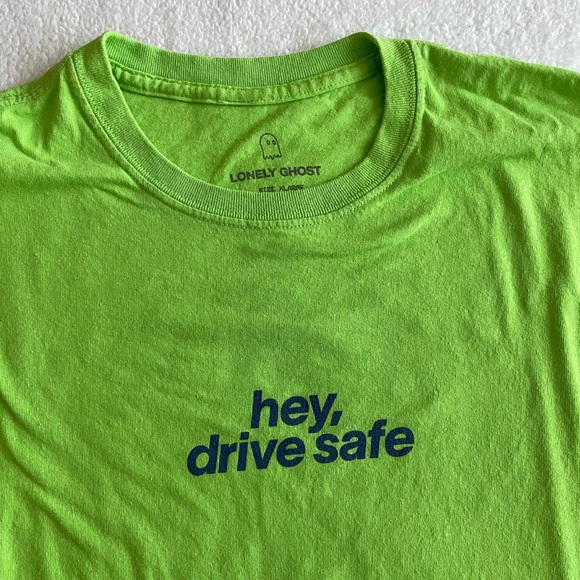 LONELY GHOST
SIZE XLARGE
hey,
drive safe